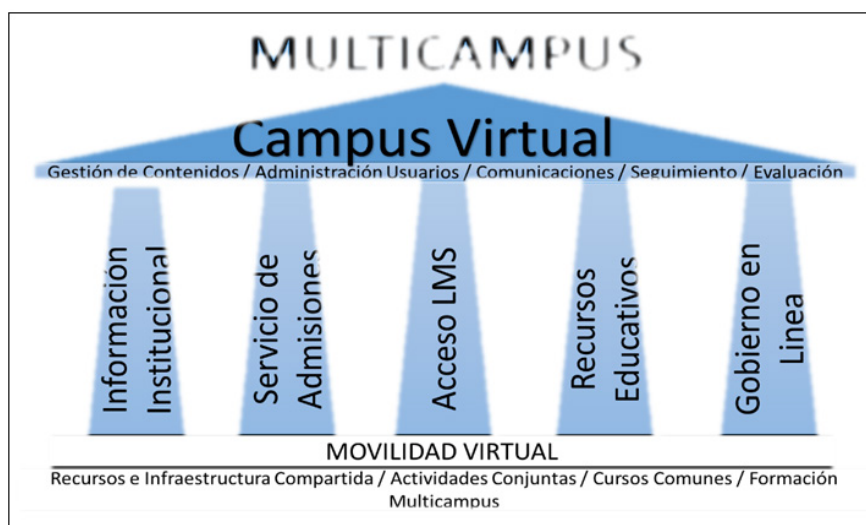 MULTICAMPUS
Campus Virtual
Gestión de Contenidos / Administración Usuarios / Comunicaciones / Seguimiento / Evaluación
Información
Institucional
Servicio de
Admisiones
Acceso LMS
Recursos
Educativos
Gobierno en
Linea
MOVILIDAD VIRTUAL
Recursos e Infraestructura Compartida / Actividades Conjuntas / Cursos Comunes / Formación
Multicampus